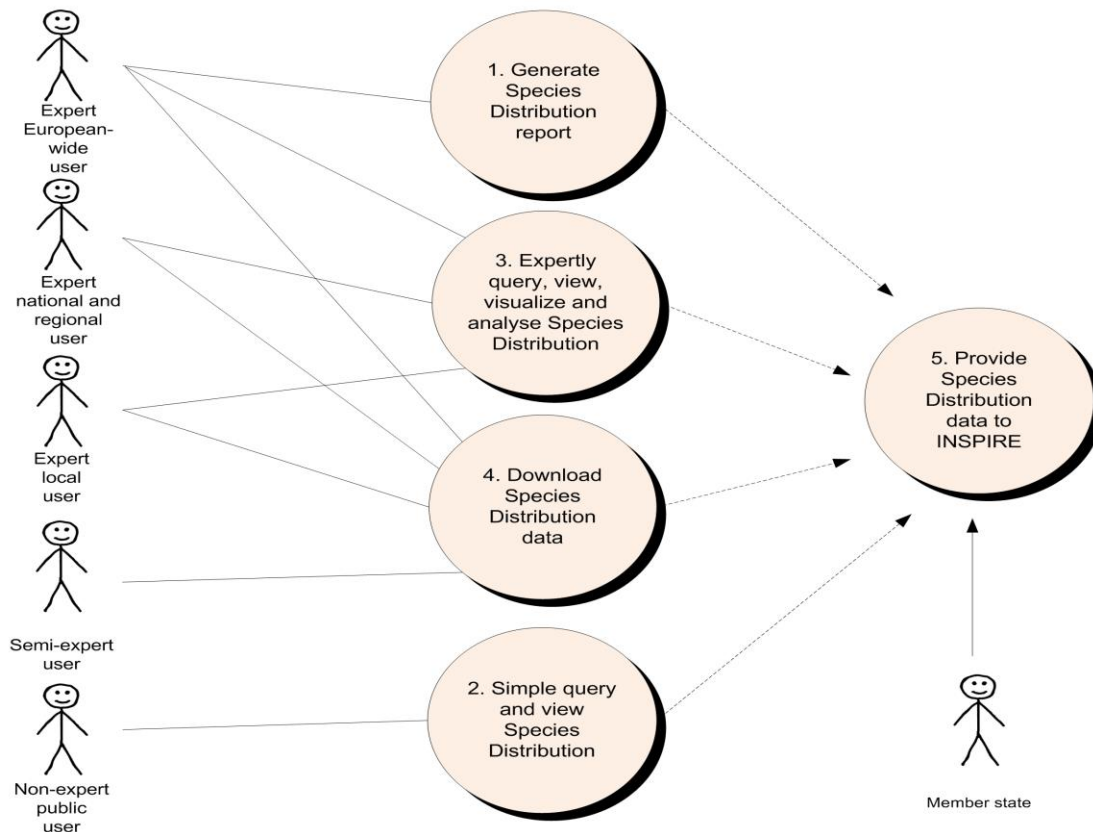 Expert
European-
wide
user
Expert
national and
regional
user
Expert
local
user
Semi-expert
user
Non-expert
public
user
1. Generate
Species
Distribution
report
3. Expertly
query, view,
visualize and
analyse Species
Distribution
4. Download
Species
Distribution
data
2. Simple query
and view
Species
Distribution
5. Provide
Species
Distribution
data to
INSPIRE
Member state